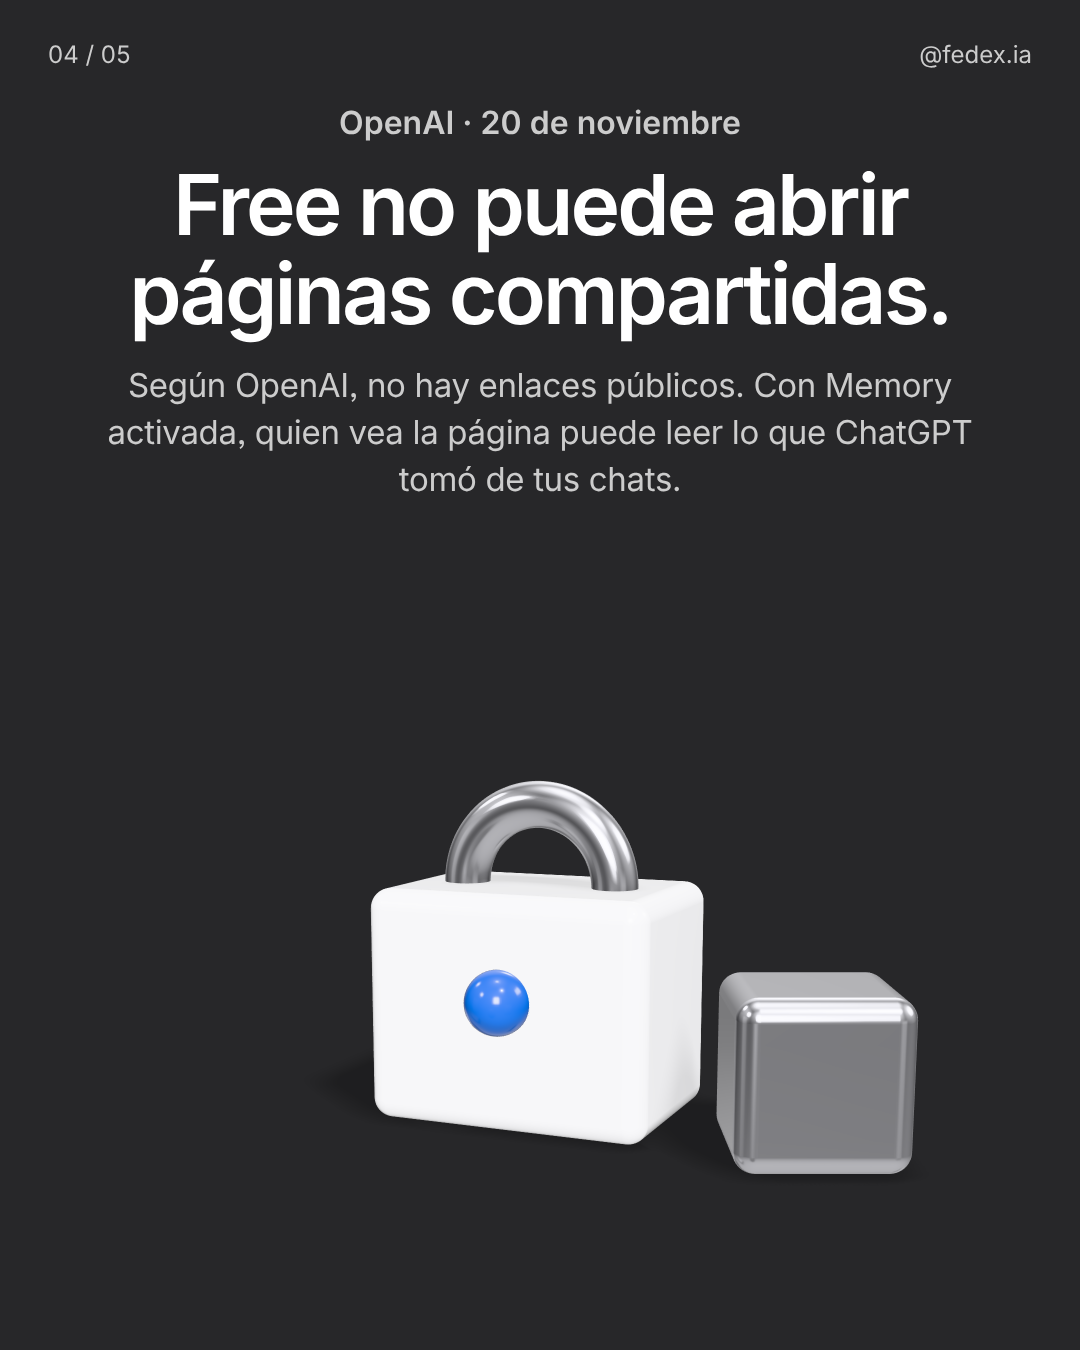 04 / 05
@fedex.ia
OpenAI · 20 de noviembre
Free no puede abrir
páginas compartidas.
Según OpenAI, no hay enlaces públicos. Con Memory
activada, quien vea la página puede leer lo que ChatGPT
tomó de tus chats.